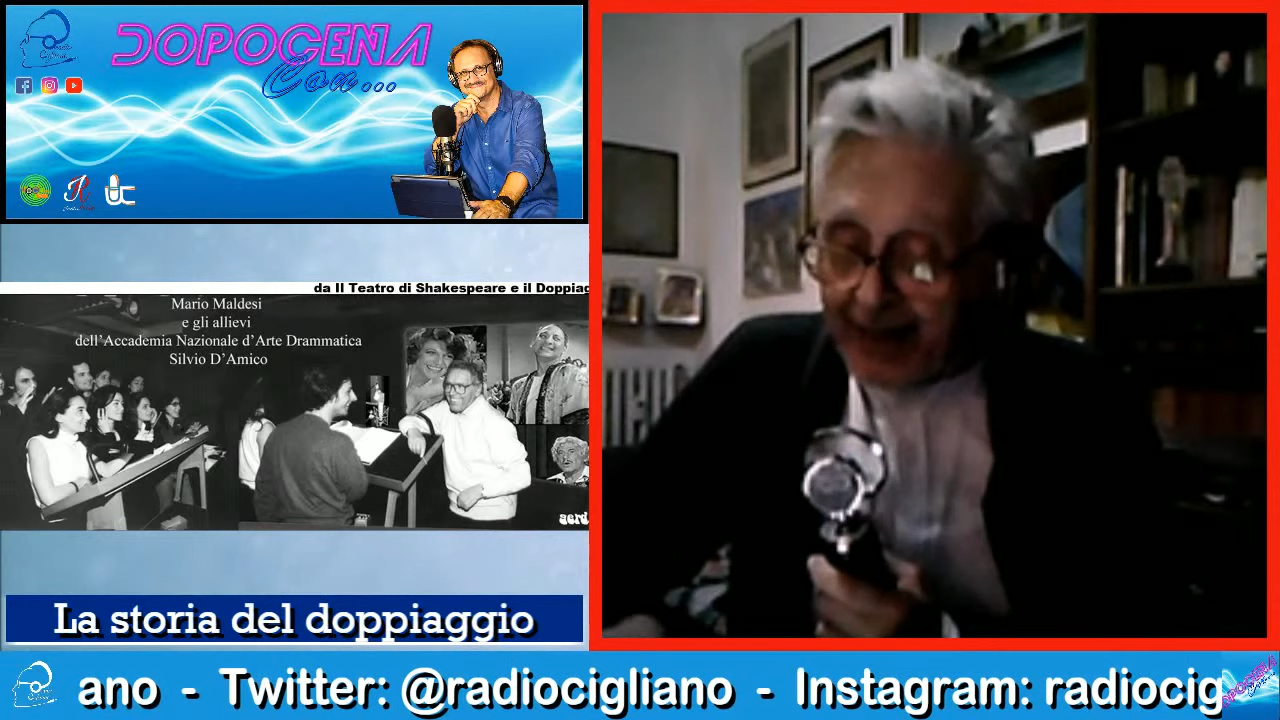 DOPOCENA
Con...
da Il Teatro di Shakespeare e il Doppiag
Mario Maldesi
e gli allievi
dell'Accademia Nazionale d'Arte Drammatica
Silvio D'Amico
gerd
La storia del doppiaggio
ano - Twitter: @radiocigliano - Instagram: radiocig